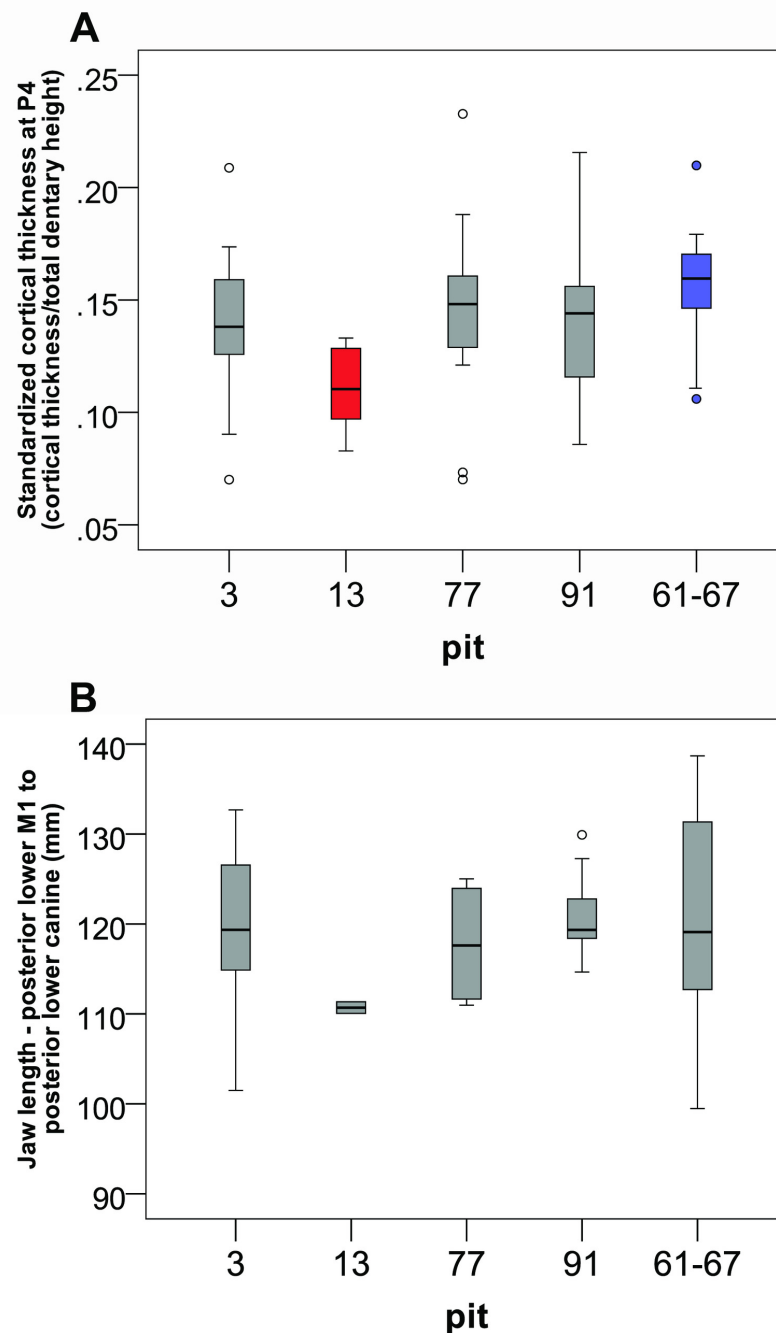 A
Standardized cortical thickness at P4
(cortical thickness/total dentary height)
.25
.20
.15
.10
.05
3 13 77 91 61-67
pit
B
Jaw length - posterior lower M1 to
posterior lower canine (mm)
140
130
120
110
100
90
3 13 77 91 61-67
pit